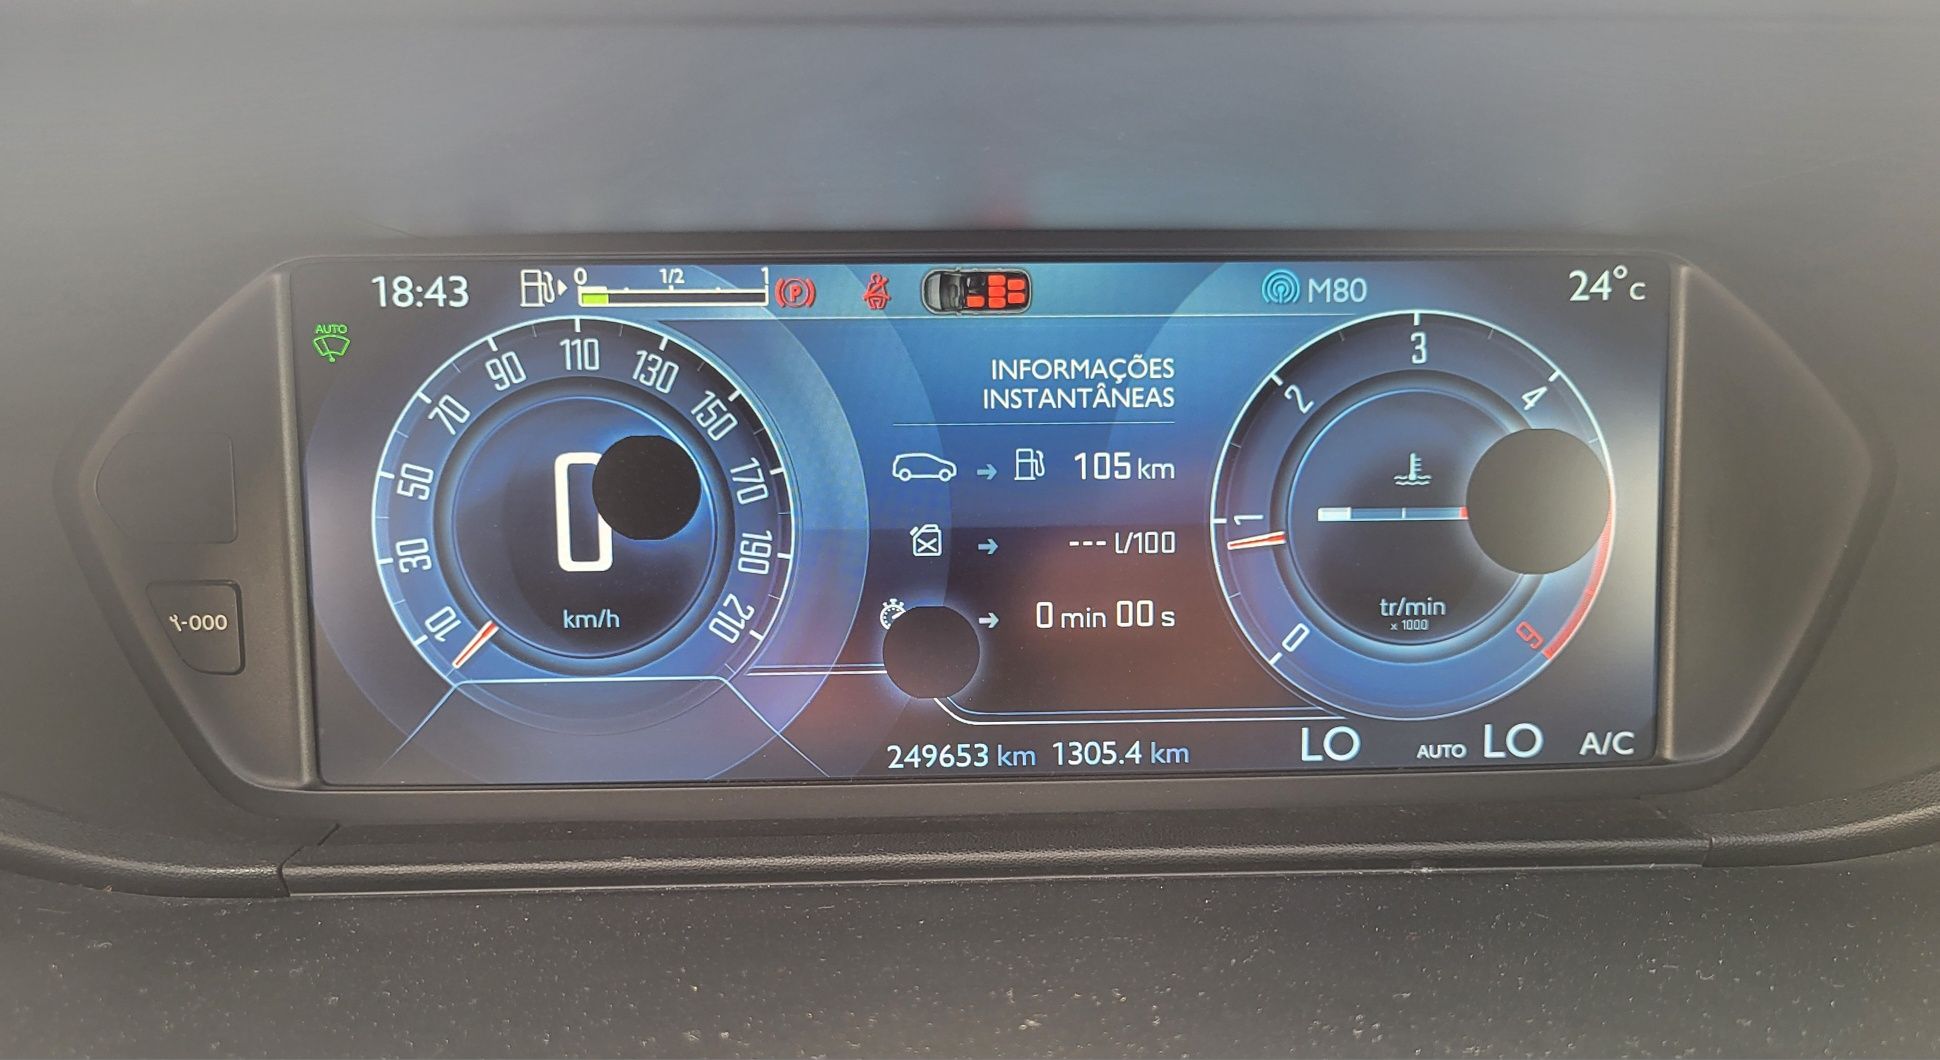 18:43
0 1/2 1
P
M80
24°c
AUTO
10 30 50 70 90 110 130 150 170 190 210
0
km/h
INFORMAÇÕES
INSTANTÂNEAS
105 km
--- l/100
0 min 00 s
0 1 2 3 4 6
tr/min
x 1000
-000
249653 km 1305.4 km
LO AUTO LO A/C